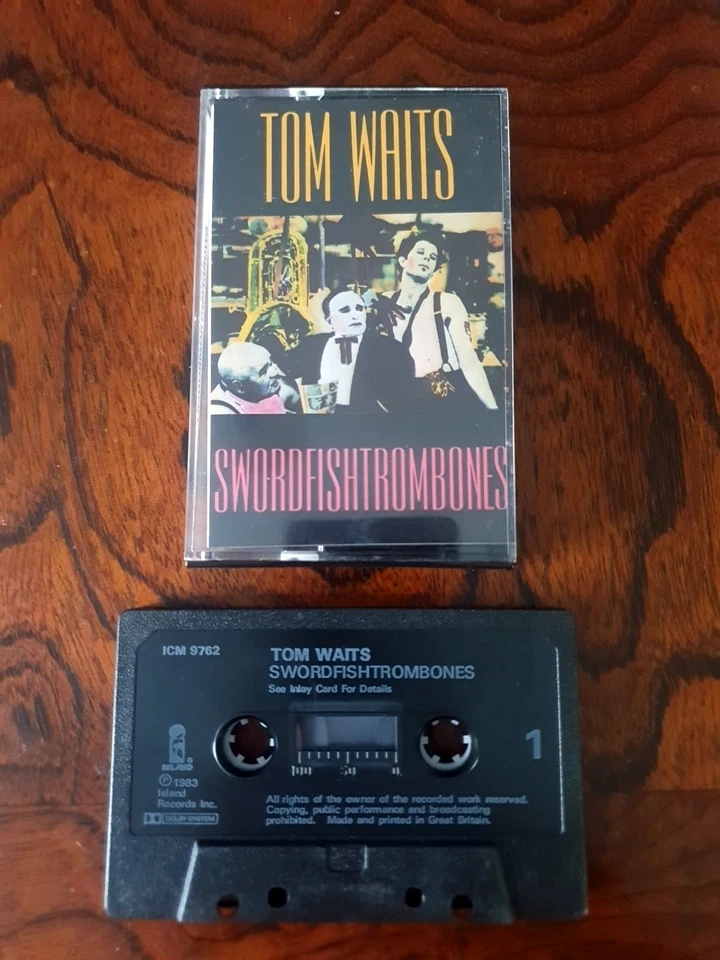 TOM WAITS
SWORDFISHTROMBONES
ICM 9762
TOM WAITS
SWORDFISHTROMBONES
See Inlay Card For Details
1
ISLAND
℗ 1983
Island
Records Inc.
DOLBY SYSTEM
All rights of the owner of the recorded work reserved.
Copying, public performance and broadcasting
prohibited. Made and printed in Great Britain.